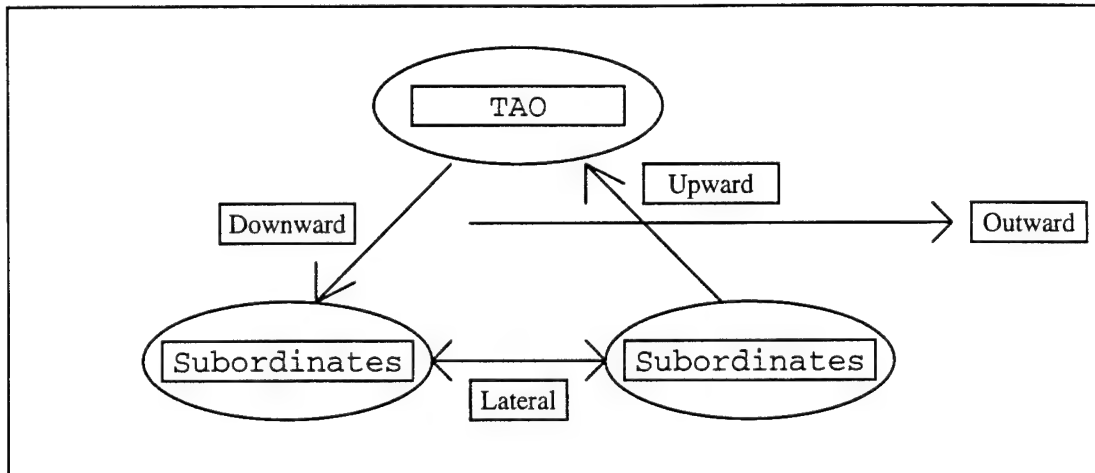 TAO
Upward
Downward
Outward
Subordinates
Subordinates
Lateral